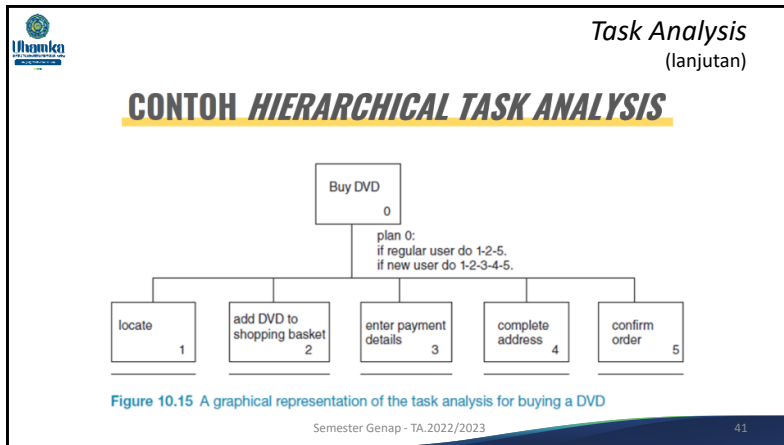 Uhamka
Task Analysis
(lanjutan)
CONTOH HIERARCHICAL TASK ANALYSIS
Buy DVD
0
plan 0:
if regular user do 1-2-5.
if new user do 1-2-3-4-5.
locate
1
add DVD to
shopping basket
2
enter payment
details
3
complete
address
4
confirm
order
5
Figure 10.15 A graphical representation of the task analysis for buying a DVD
Semester Genap - TA.2022/2023
41